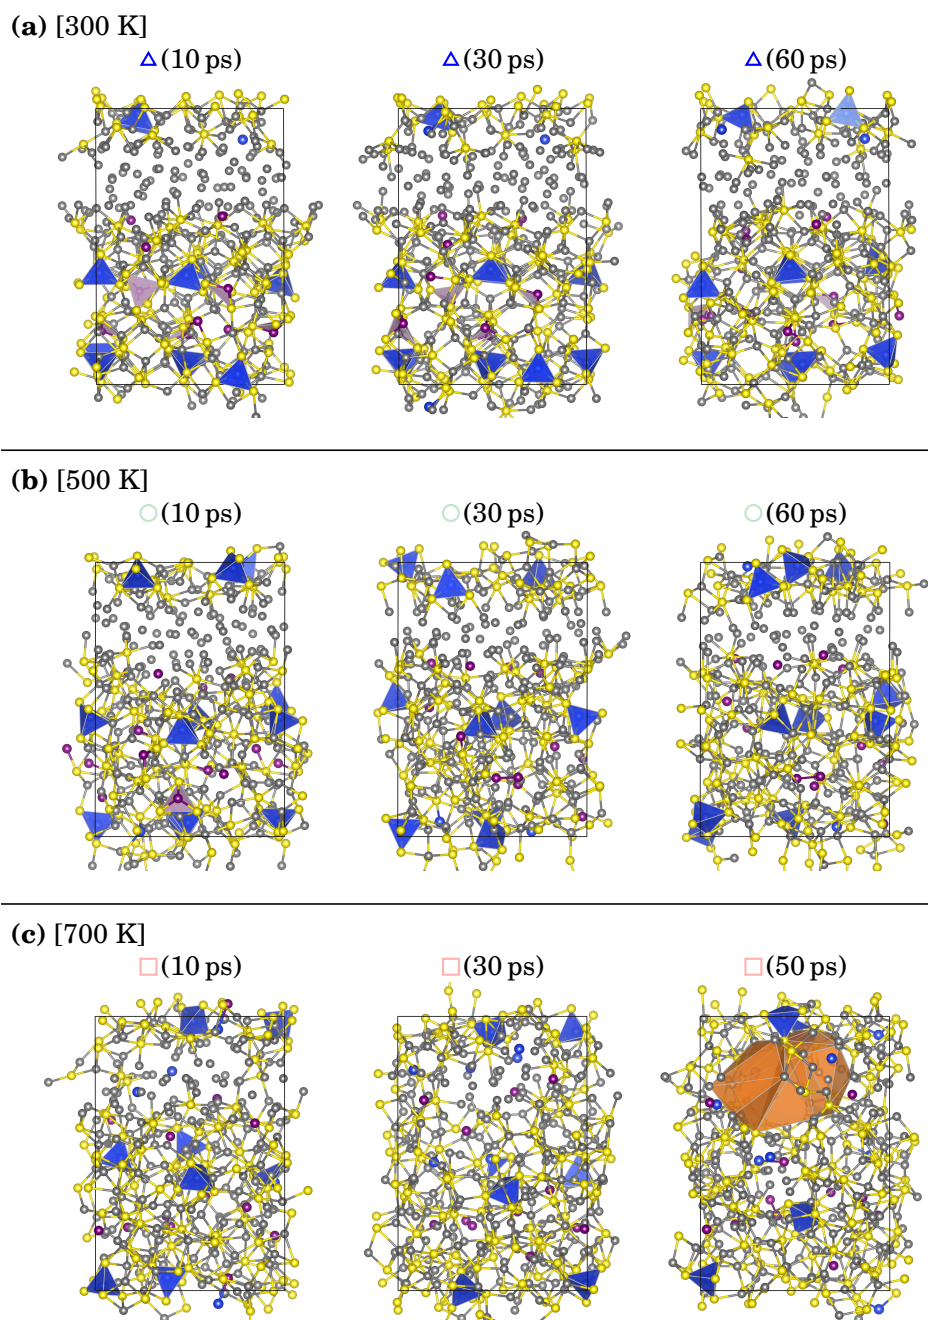 (a) [300 K]
△(10 ps) △(30 ps) △(60 ps)
(b) [500 K]
○(10 ps) ○(30 ps) ○(60 ps)
(c) [700 K]
□(10 ps) □(30 ps) □(50 ps)